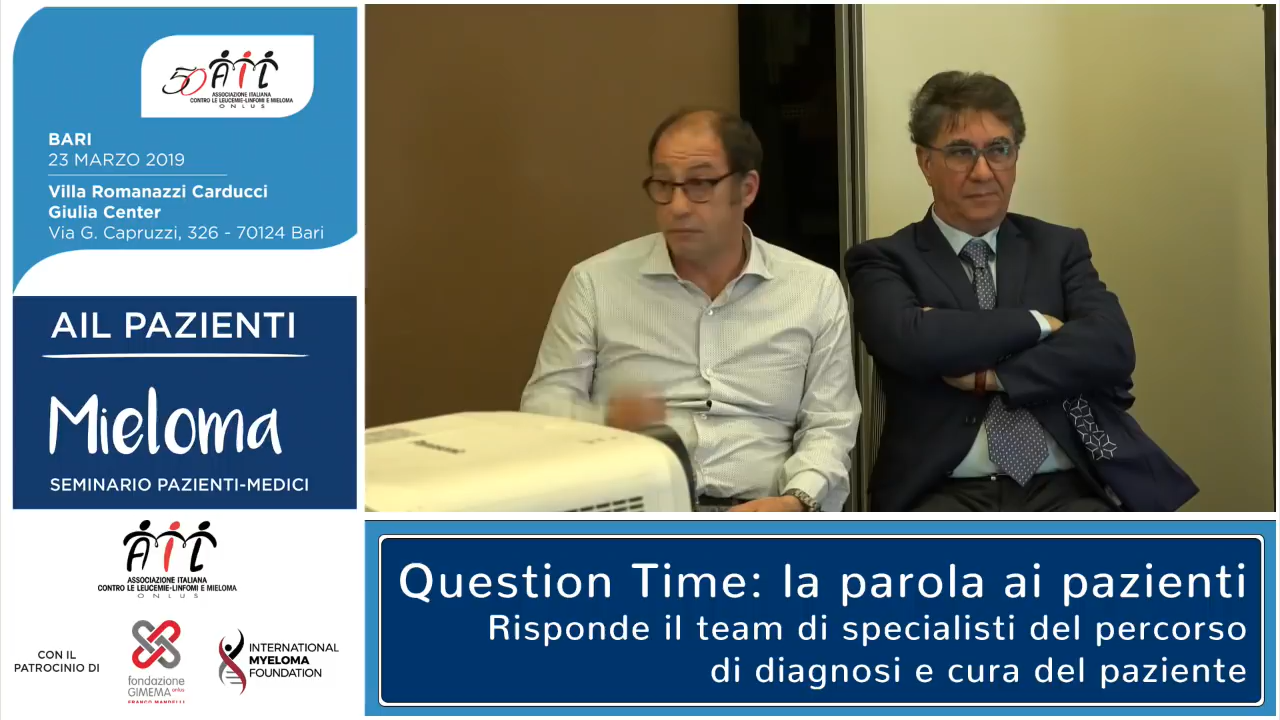 50 AIL
ASSOCIAZIONE ITALIANA
CONTRO LE LEUCEMIE-LINFOMI E MIELOMA
ONLUS
BARI
23 MARZO 2019
Villa Romanazzi Carducci
Giulia Center
Via G. Capruzzi, 326 - 70124 Bari
AIL PAZIENTI
Mieloma
SEMINARIO PAZIENTI-MEDICI
AIL
ASSOCIAZIONE ITALIANA
CONTRO LE LEUCEMIE-LINFOMI E MIELOMA
ONLUS
CON IL
PATROCINIO DI
fondazione
GIMEMA onlus
FRANCO MANDELLI
INTERNATIONAL
MYELOMA
FOUNDATION
Question Time: la parola ai pazienti
Risponde il team di specialisti del percorso
di diagnosi e cura del paziente